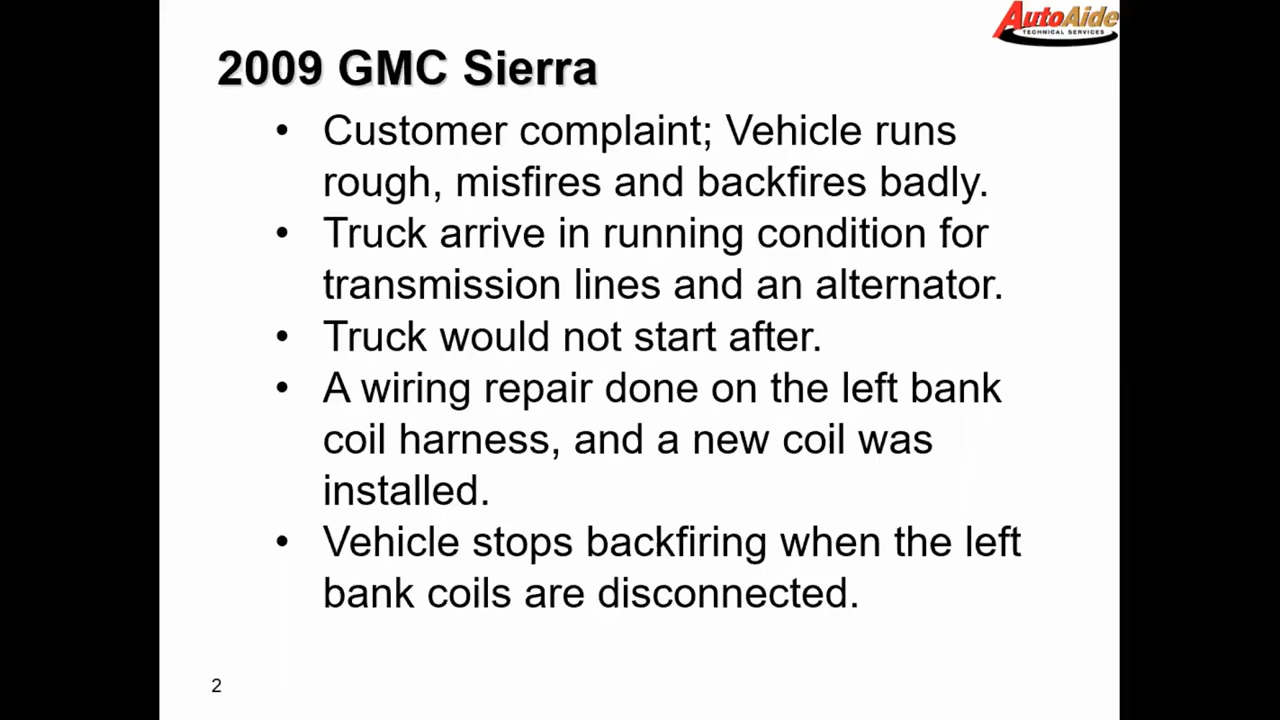 AutoAide
TECHNICAL SERVICES
2009 GMC Sierra
• Customer complaint; Vehicle runs
rough, misfires and backfires badly.
• Truck arrive in running condition for
transmission lines and an alternator.
• Truck would not start after.
• A wiring repair done on the left bank
coil harness, and a new coil was
installed.
• Vehicle stops backfiring when the left
bank coils are disconnected.
2